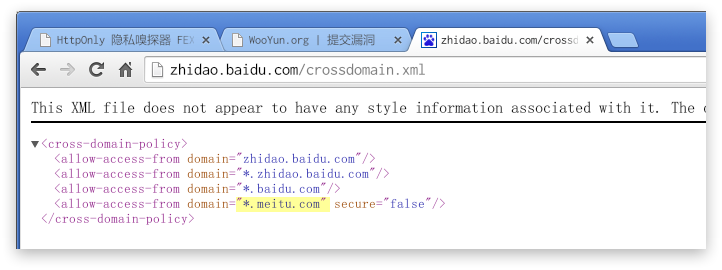 HttpOnly 隐私嗅探器 FEX
WooYun.org | 提交漏洞
zhidao.baidu.com/crossd
zhidao.baidu.com/crossdomain.xml
This XML file does not appear to have any style information associated with it. The
<cross-domain-policy>
<allow-access-from domain="zhidao.baidu.com"/>
<allow-access-from domain="*.zhidao.baidu.com"/>
<allow-access-from domain="*.baidu.com"/>
<allow-access-from domain="*.meitu.com" secure="false"/>
</cross-domain-policy>